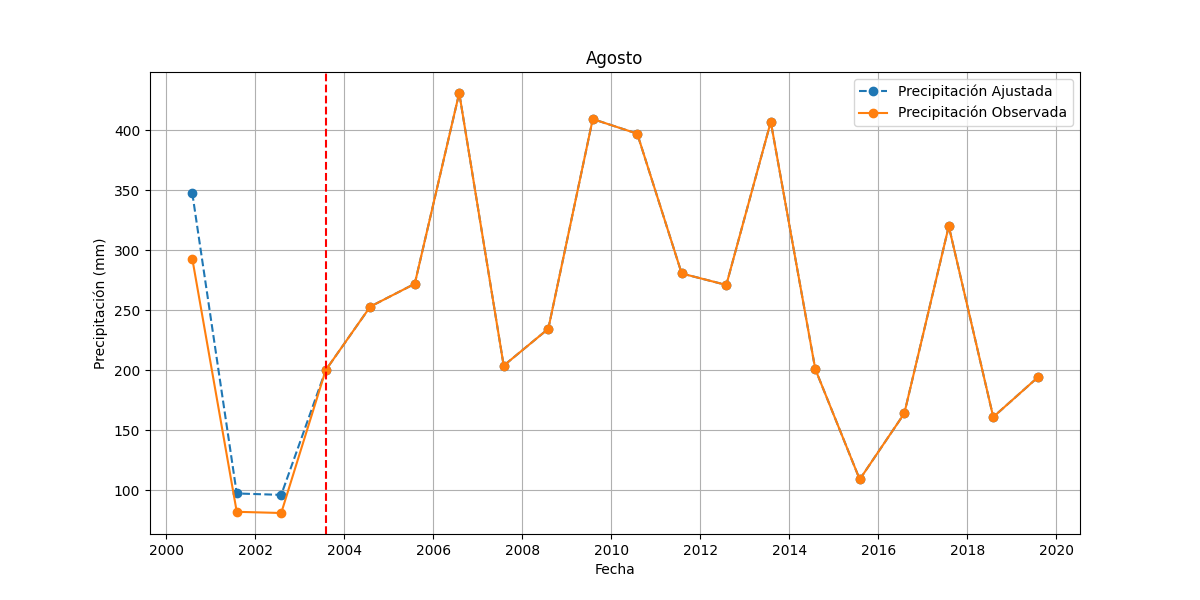 Agosto
Precipitación Ajustada
Precipitación Observada
Precipitación (mm)
400
350
300
250
200
150
100
2000 2002 2004 2006 2008 2010 2012 2014 2016 2018 2020
Fecha